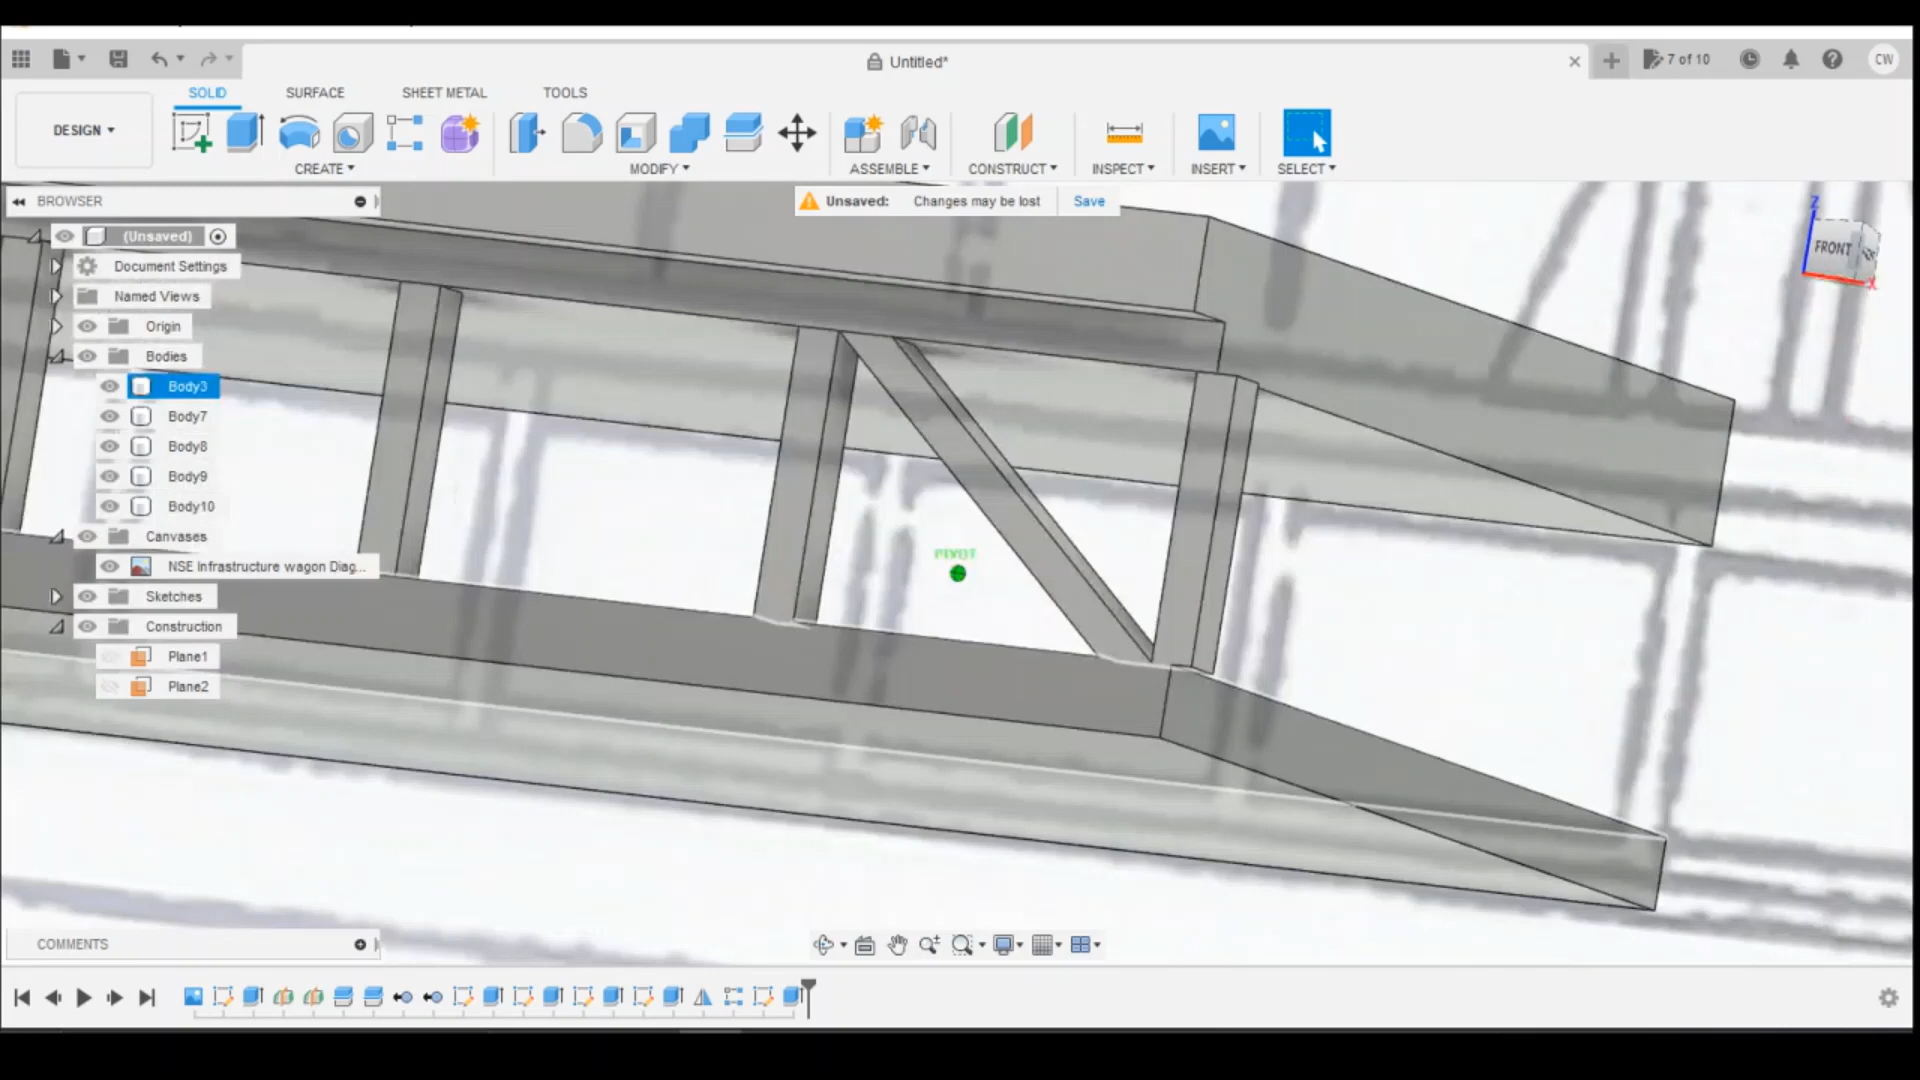 Untitled*
7 of 10
CW
DESIGN
SOLID
SURFACE
SHEET METAL
TOOLS
CREATE
MODIFY
ASSEMBLE
CONSTRUCT
INSPECT
INSERT
SELECT
BROWSER
Unsaved: Changes may be lost Save
(Unsaved)
Document Settings
Named Views
Origin
Bodies
Body3
Body7
Body8
Body9
Body10
Canvases
NSE Infrastructure wagon Diag...
Sketches
Construction
Plane1
Plane2
Z
FRONT
X
PIVOT
COMMENTS